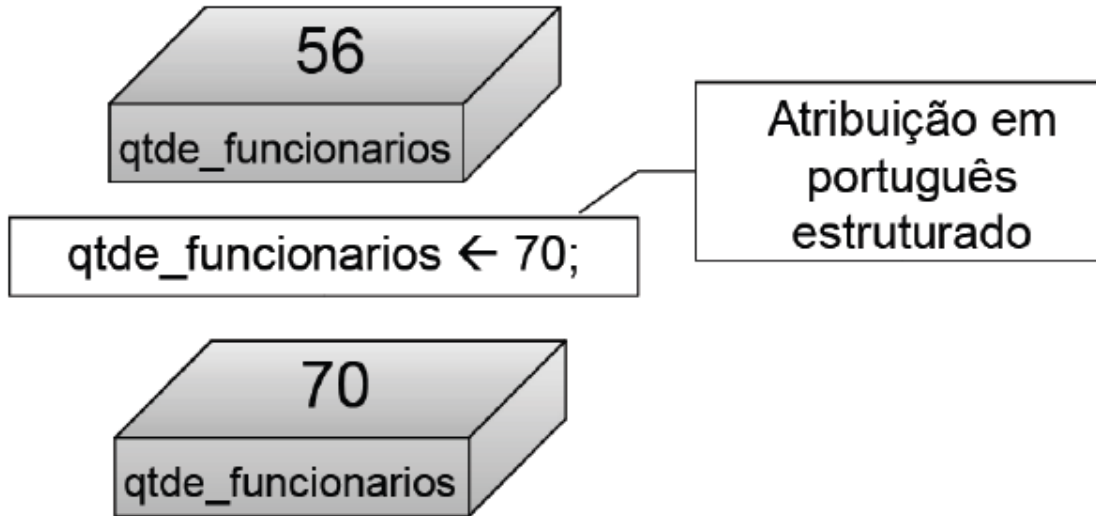 56
qtde_funcionarios
Atribuição em
português
estruturado
qtde_funcionarios ← 70;
70
qtde_funcionarios